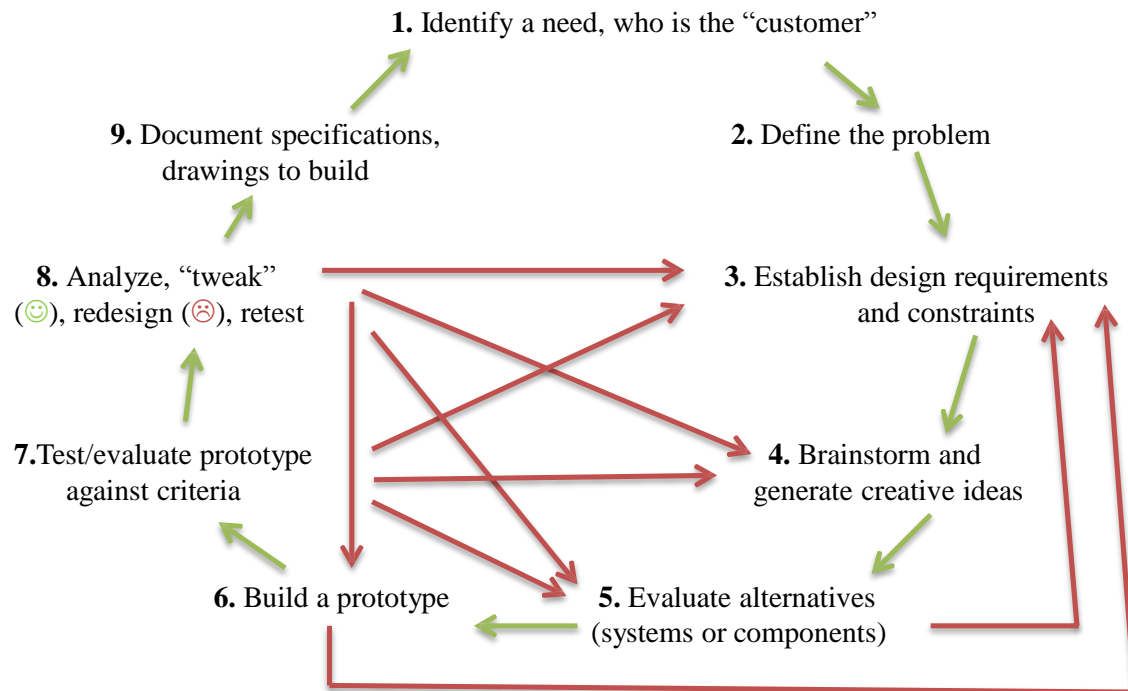 1. Identify a need, who is the “customer”
2. Define the problem
3. Establish design requirements
and constraints
4. Brainstorm and
generate creative ideas
5. Evaluate alternatives
(systems or components)
6. Build a prototype
7.Test/evaluate prototype
against criteria
8. Analyze, “tweak”
(☺), redesign (☹), retest
9. Document specifications,
drawings to build